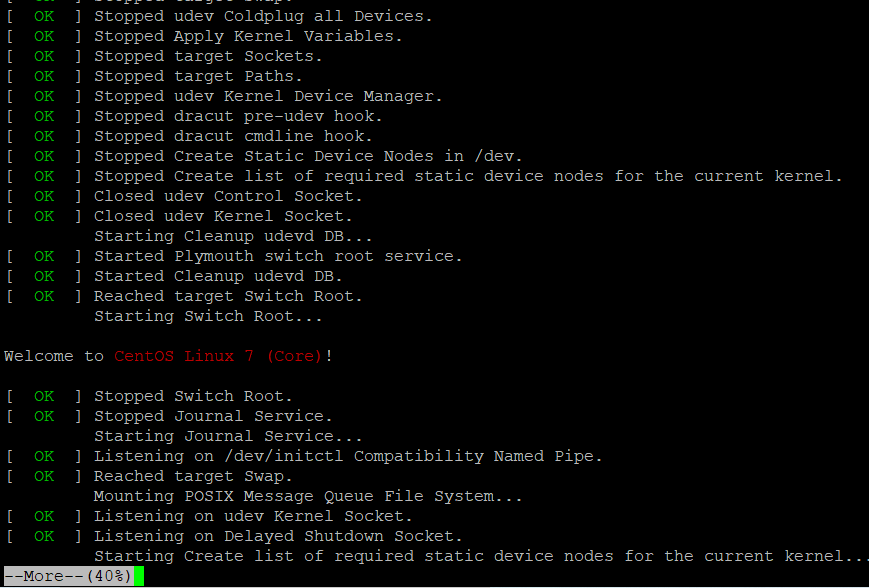 [  OK  ] Stopped target Swap.
[  OK  ] Stopped udev Coldplug all Devices.
[  OK  ] Stopped Apply Kernel Variables.
[  OK  ] Stopped target Sockets.
[  OK  ] Stopped target Paths.
[  OK  ] Stopped udev Kernel Device Manager.
[  OK  ] Stopped dracut pre-udev hook.
[  OK  ] Stopped dracut cmdline hook.
[  OK  ] Stopped Create Static Device Nodes in /dev.
[  OK  ] Stopped Create list of required static device nodes for the current kernel.
[  OK  ] Closed udev Control Socket.
[  OK  ] Closed udev Kernel Socket.
         Starting Cleanup udevd DB...
[  OK  ] Started Plymouth switch root service.
[  OK  ] Started Cleanup udevd DB.
[  OK  ] Reached target Switch Root.
         Starting Switch Root...
Welcome to CentOS Linux 7 (Core)!
[  OK  ] Stopped Switch Root.
[  OK  ] Stopped Journal Service.
         Starting Journal Service...
[  OK  ] Listening on /dev/initctl Compatibility Named Pipe.
[  OK  ] Reached target Swap.
         Mounting POSIX Message Queue File System...
[  OK  ] Listening on udev Kernel Socket.
[  OK  ] Listening on Delayed Shutdown Socket.
         Starting Create list of required static device nodes for the current kernel...
--More--(40%)